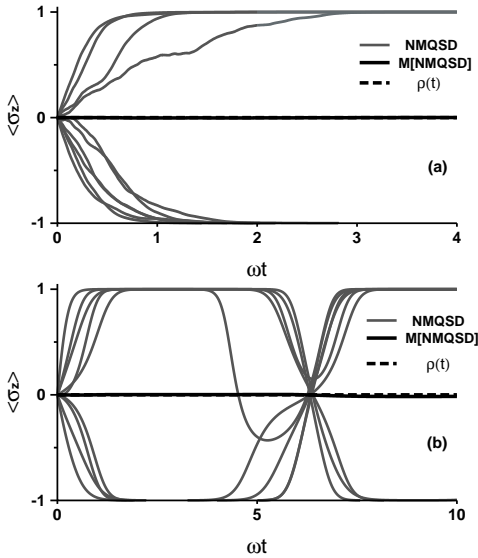 1
NMQSD
M[NMQSD]
ρ(t)
<σz>
0
(a)
-1
0 1 2 3 4
ωt
1
NMQSD
M[NMQSD]
ρ(t)
<σz>
0
(b)
-1
0 5 10
ωt